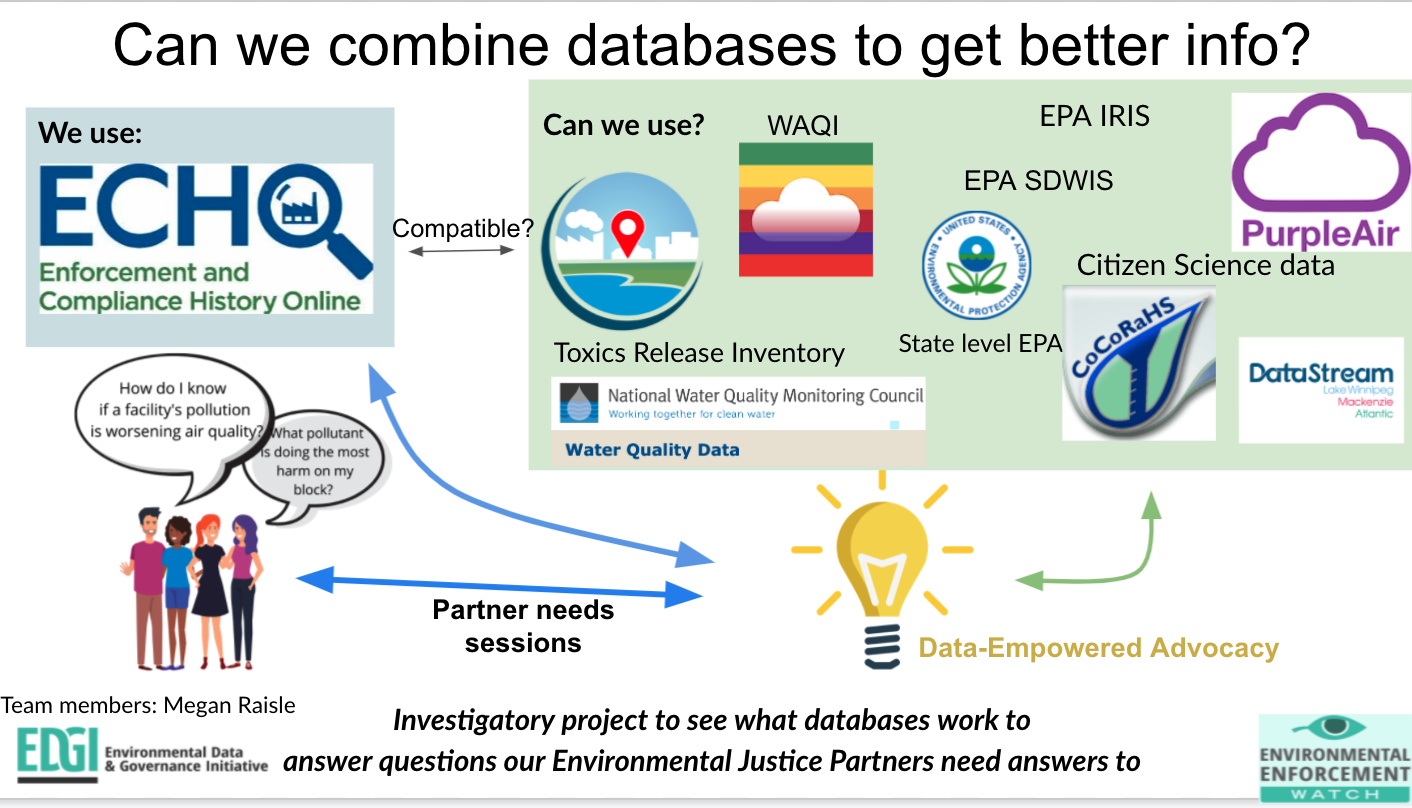 Can we combine databases to get better info?
We use:
ECHO
Enforcement and
Compliance History Online
Compatible?
Can we use?
WAQI
EPA IRIS
EPA SDWIS
PurpleAir
UNITED STATES
ENVIRONMENTAL PROTECTION AGENCY
Citizen Science data
Toxics Release Inventory
State level EPA
CoCoRaHS
DataStream
Lake Winnipeg
Mackenzie
Atlantic
National Water Quality Monitoring Council
Working together for clean water
Water Quality Data
How do I know
if a facility's pollution
is worsening air quality?
What pollutant
is doing the most
harm on my
block?
Partner needs
sessions
Data-Empowered Advocacy
Team members: Megan Raisle
EDGI
Environmental Data
& Governance Initiative
Investigatory project to see what databases work to
answer questions our Environmental Justice Partners need answers to
ENVIRONMENTAL
ENFORCEMENT
WATCH